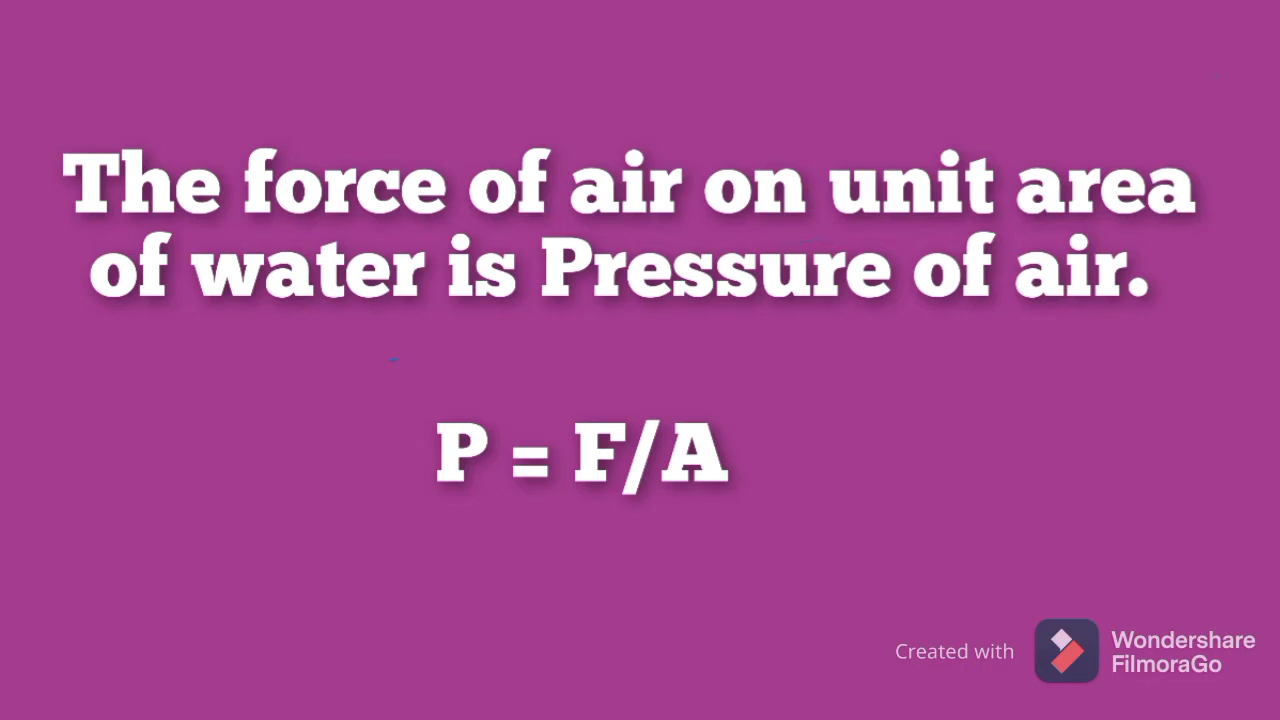 The force of air on unit area
of water is Pressure of air.
P = F/A
Created with
Wondershare
FilmoraGo